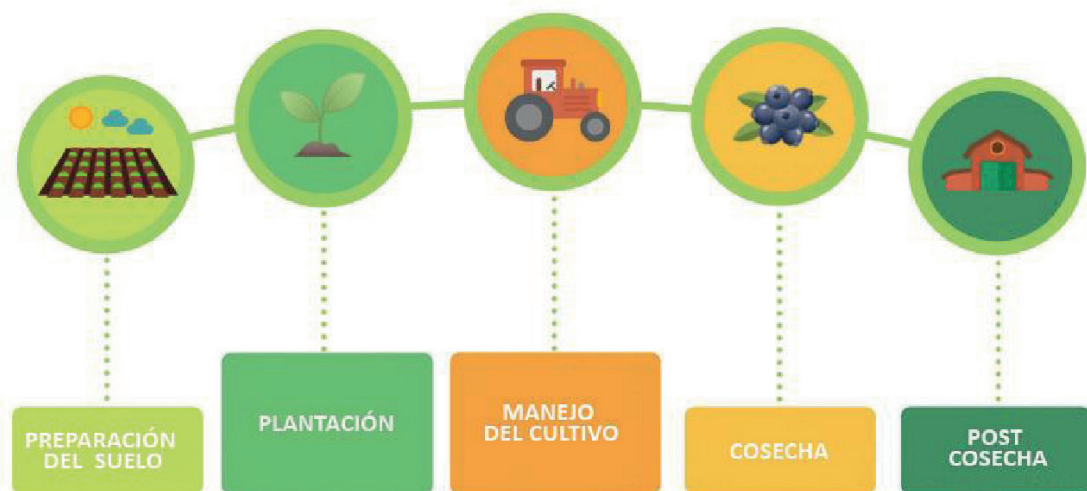 PREPARACIÓN
DEL SUELO
PLANTACIÓN
MANEJO
DEL CULTIVO
COSECHA
POST
COSECHA